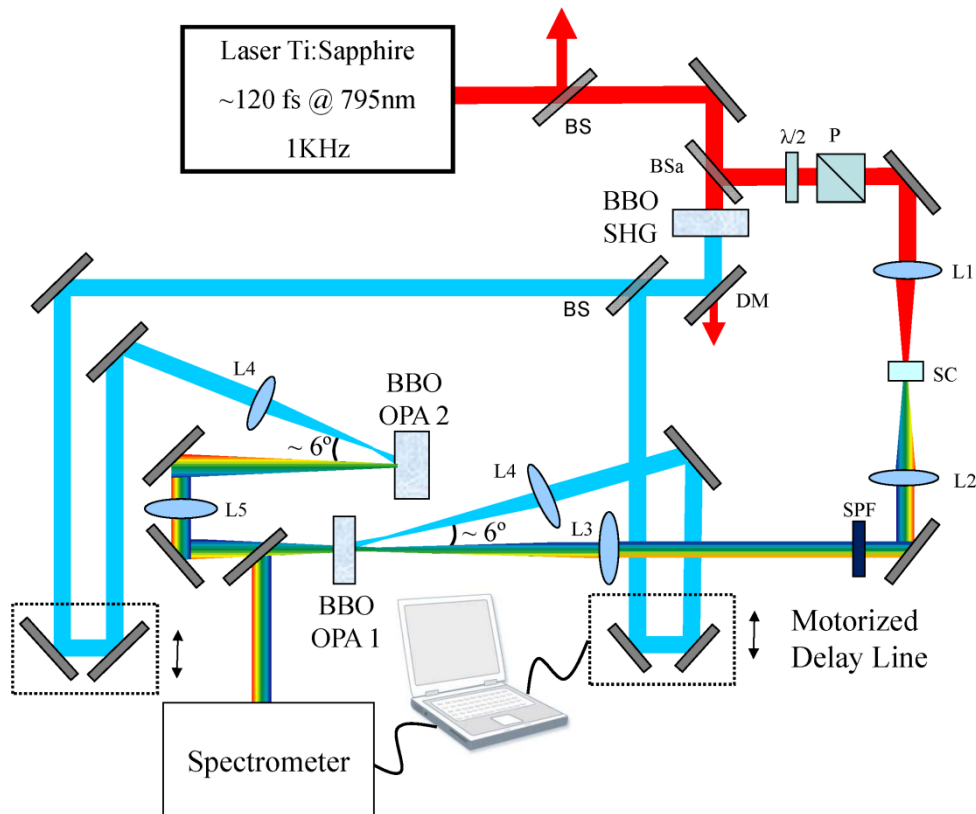 Laser Ti:Sapphire
~120 fs @ 795nm
1KHz
BS
BSa
λ/2
P
BBO
SHG
L1
DM
BS
SC
L4
BBO
OPA 2
~ 6º
L4
L2
L5
~ 6º
L3
SPF
BBO
OPA 1
Motorized
Delay Line
Spectrometer